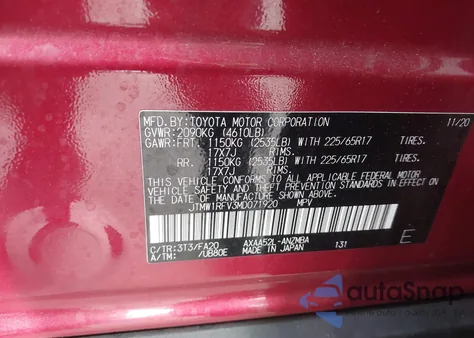 MFD.BY:TOYOTA MOTOR CORPORATION 11/20
GVWR:2090KG (4610LB)
GAWR:FRT. 1150KG (2535LB) WITH 225/65R17 TIRES.
17X7J RIMS.
RR. 1150KG (2535LB) WITH 225/65R17 TIRES.
17X7J RIMS.
THIS VEHICLE CONFORMS TO ALL APPLICABLE FEDERAL MOTOR
VEHICLE SAFETY AND THEFT PREVENTION STANDARDS IN
EFFECT ON THE DATE OF MANUFACTURE SHOWN ABOVE.
JTMW1RFV3MD071920 MPV
C/TR:3T3/FA20 AXAA52L-ANZMBA 131 E
A/TM: /UB80E MADE IN JAPAN
autoSnap